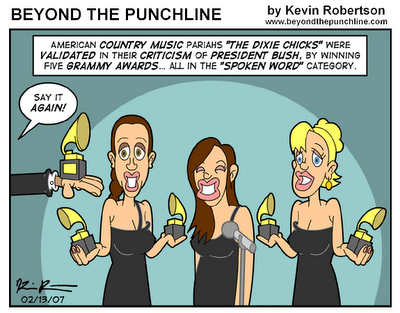 BEYOND THE PUNCHLINE
by Kevin Robertson
www.beyondthepunchline.com
AMERICAN COUNTRY MUSIC PARIAHS "THE DIXIE CHICKS" WERE
VALIDATED IN THEIR CRITICISM OF PRESIDENT BUSH, BY WINNING
FIVE GRAMMY AWARDS... ALL IN THE "SPOKEN WORD" CATEGORY.
SAY IT
AGAIN!
02/13/07